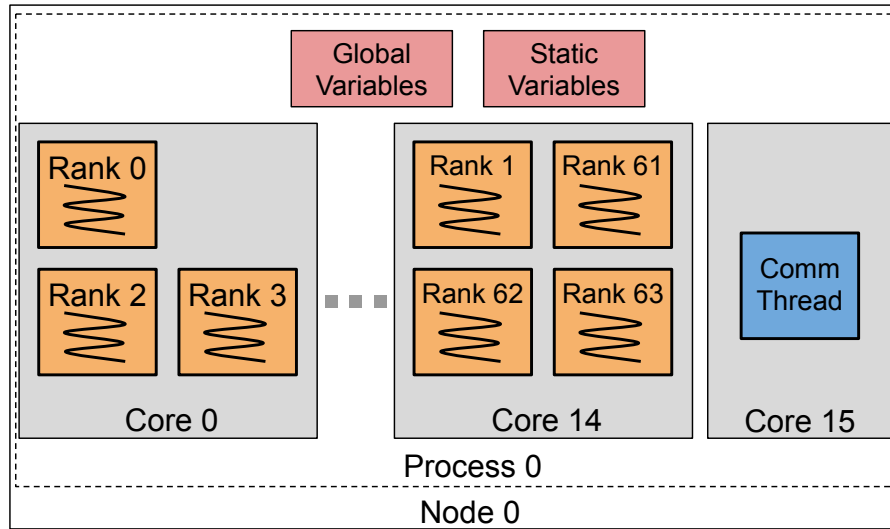 Global
Variables
Static
Variables
Rank 0
Rank 2
Rank 3
Core 0
Rank 1
Rank 61
Rank 62
Rank 63
Core 14
Comm
Thread
Core 15
Process 0
Node 0